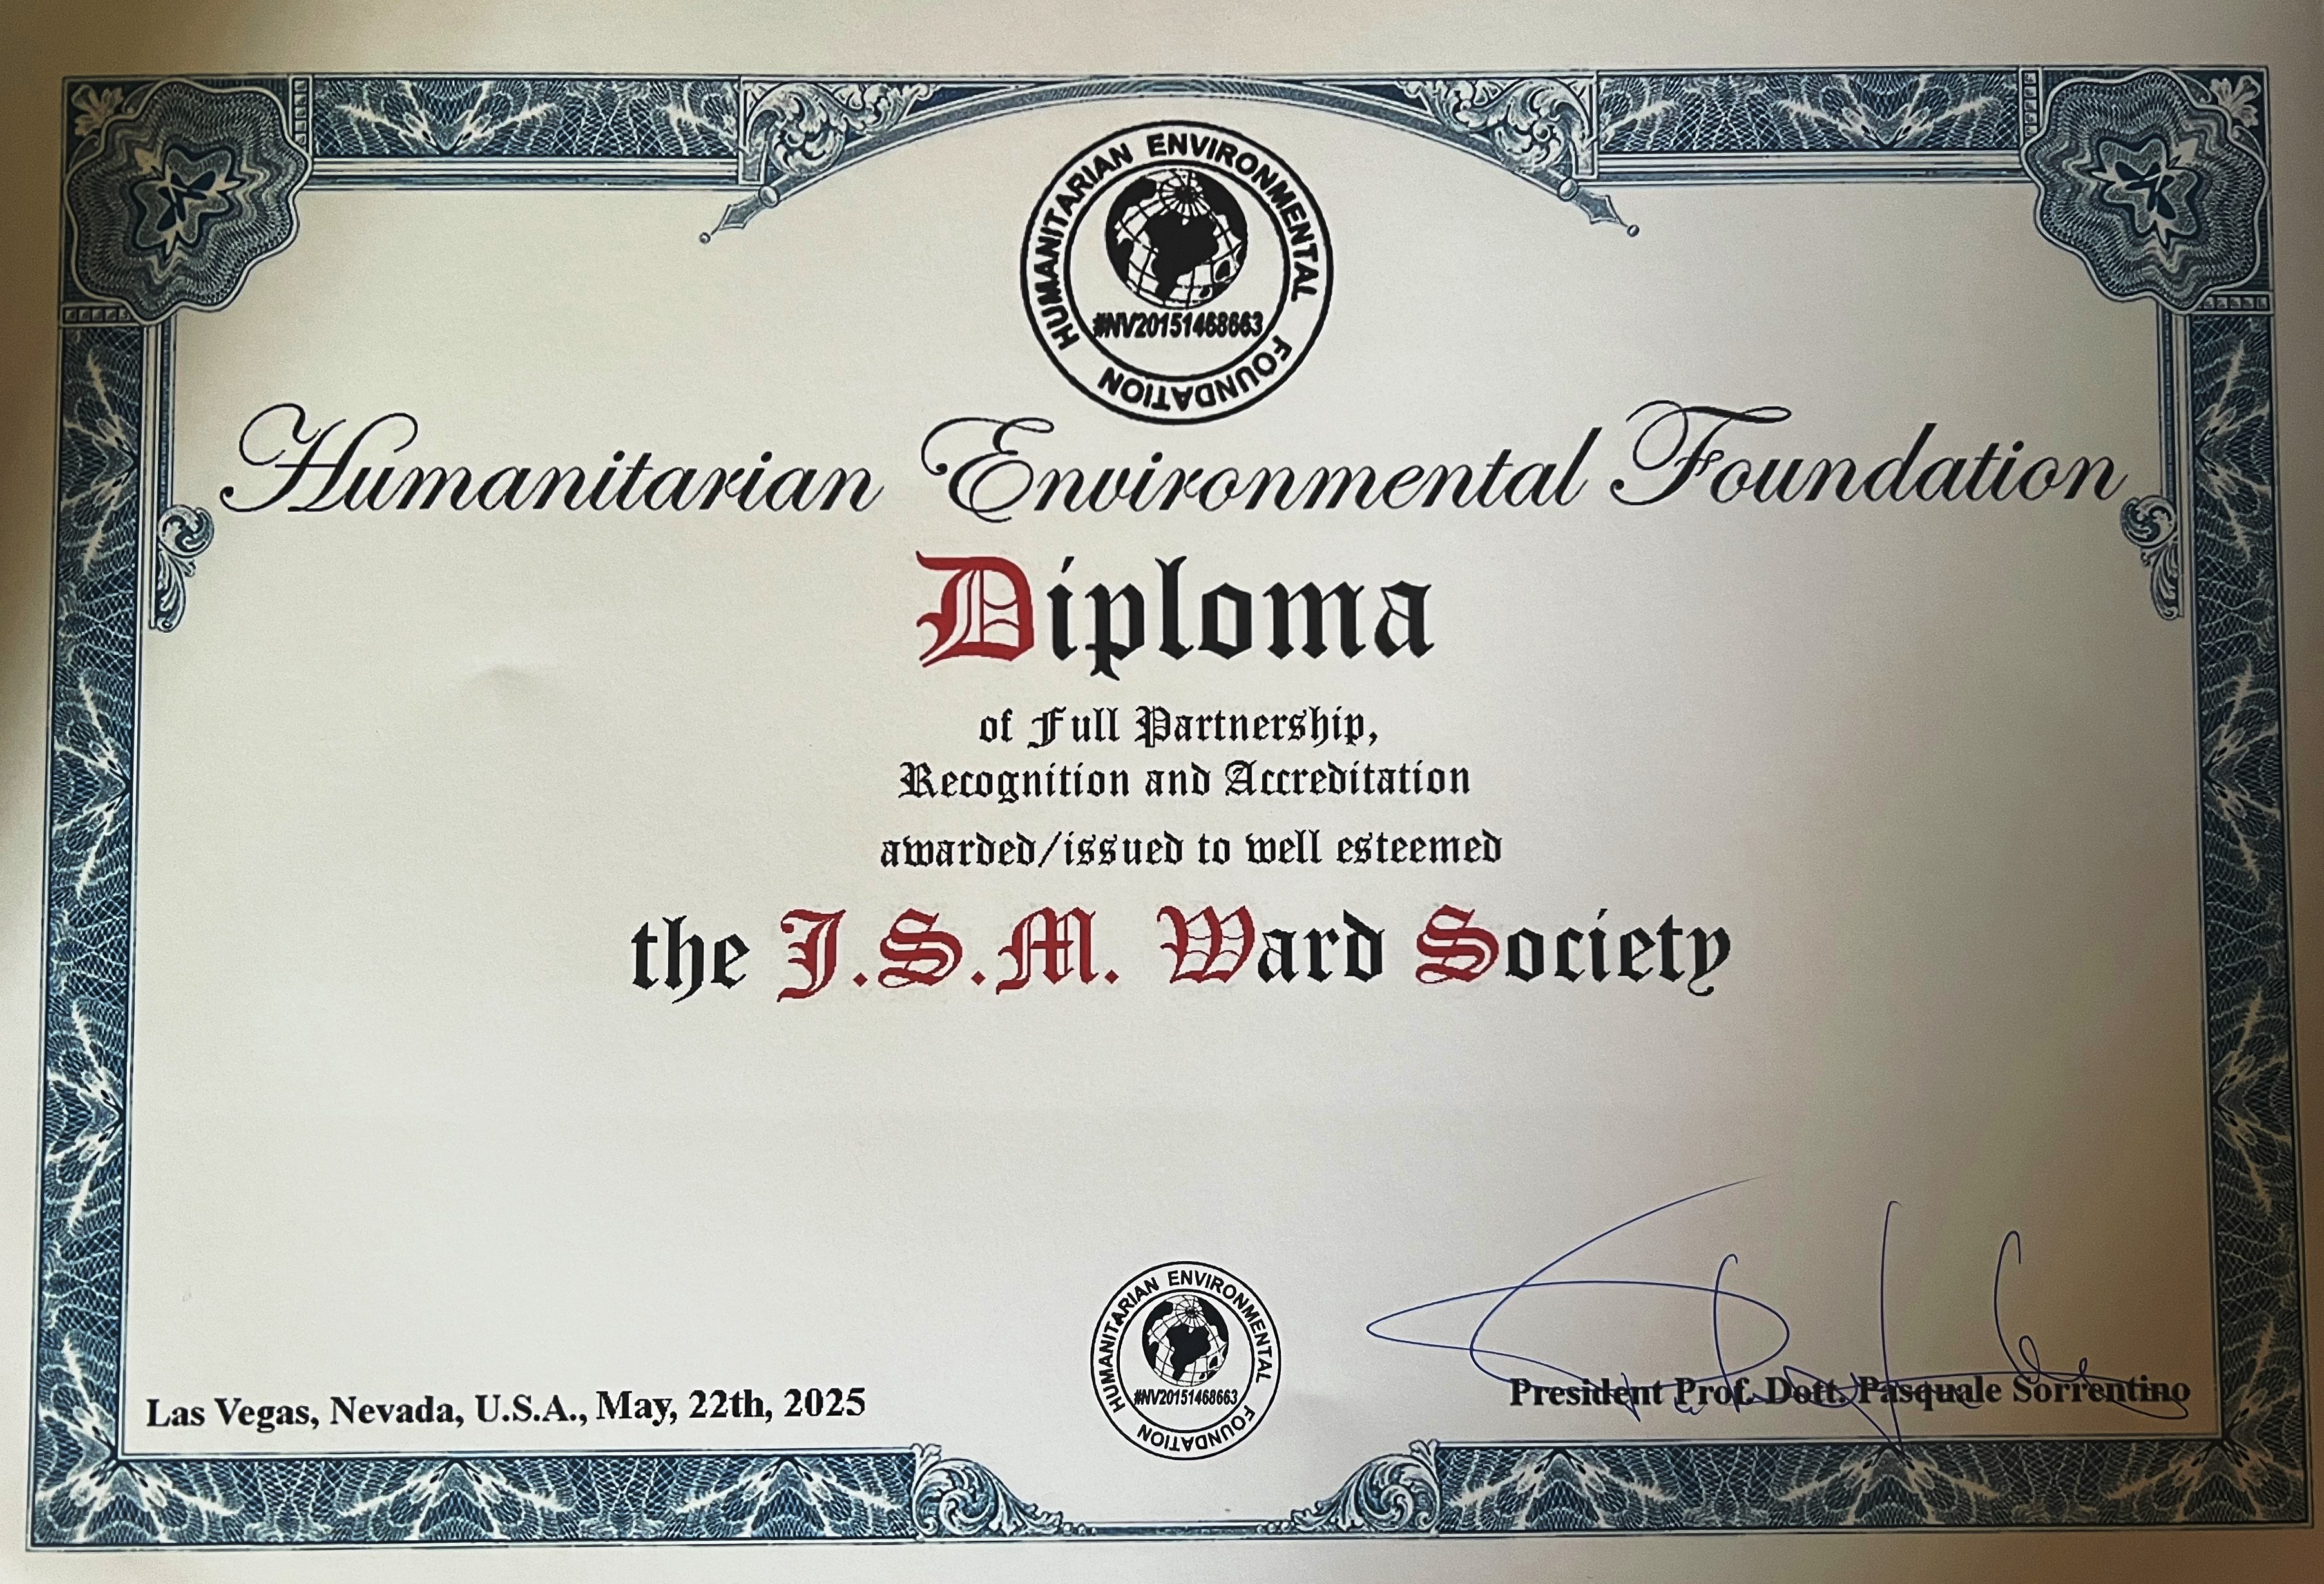 HUMANITARIAN ENVIRONMENTAL FOUNDATION
#NV20151468663
Humanitarian Environmental Foundation
Diploma
of Full Partnership,
Recognition and Accreditation
awarded/issued to well esteemed
the J.S.M. Ward Society
HUMANITARIAN ENVIRONMENTAL FOUNDATION
#NV20151468663
Las Vegas, Nevada, U.S.A., May, 22th, 2025
President Prof. Dott. Pasquale Sorrentino